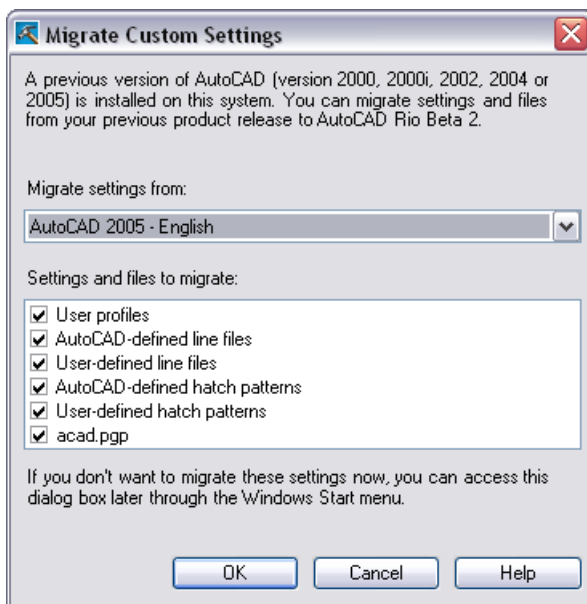 Migrate Custom Settings
A previous version of AutoCAD (version 2000, 2000i, 2002, 2004 or
2005) is installed on this system. You can migrate settings and files
from your previous product release to AutoCAD Rio Beta 2.
Migrate settings from:
AutoCAD 2005 - English
Settings and files to migrate:
User profiles
AutoCAD-defined line files
User-defined line files
AutoCAD-defined hatch patterns
User-defined hatch patterns
acad.pgp
If you don't want to migrate these settings now, you can access this
dialog box later through the Windows Start menu.
OK
Cancel
Help